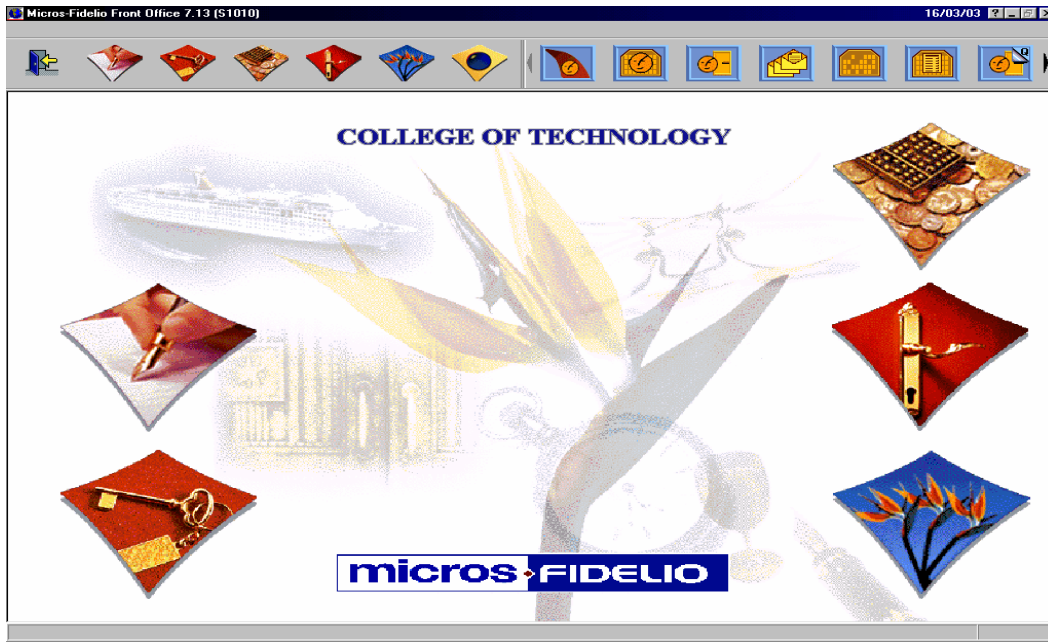 Micros-Fidelio Front Office 7.13 (S1010) 16/03/03
COLLEGE OF TECHNOLOGY
micros FIDELIO